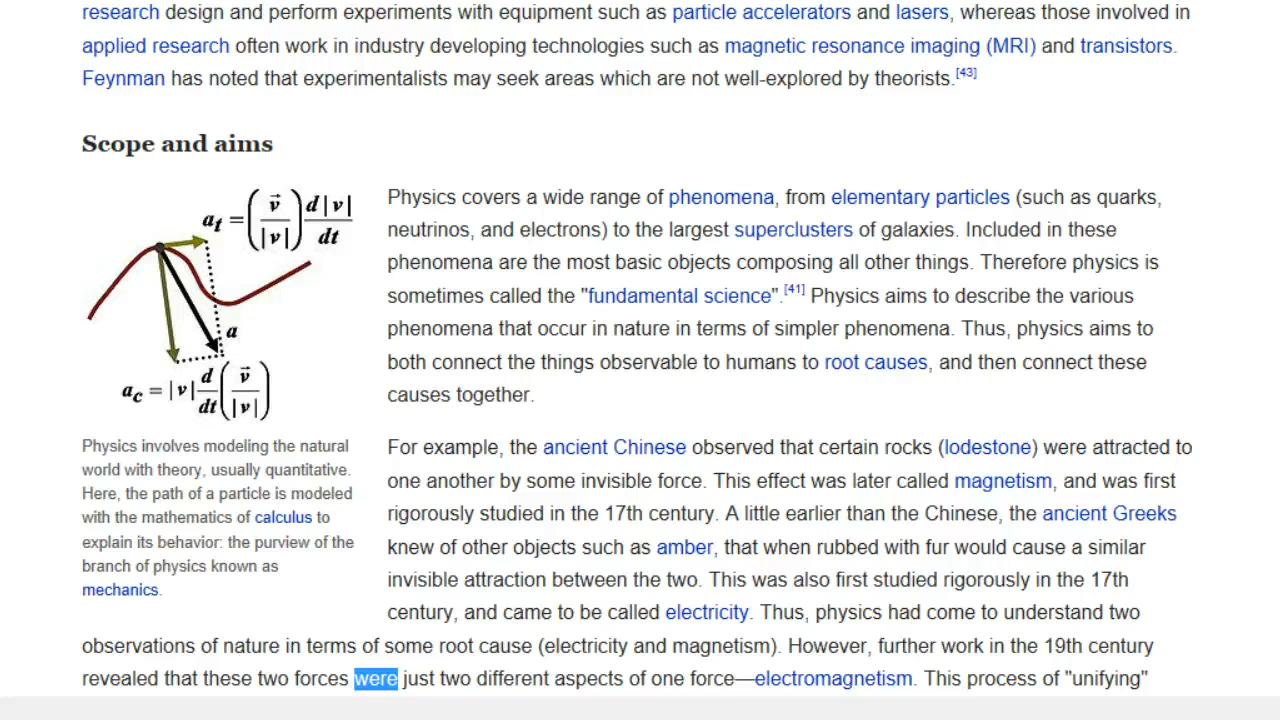 research design and perform experiments with equipment such as particle accelerators and lasers, whereas those involved in
applied research often work in industry developing technologies such as magnetic resonance imaging (MRI) and transistors.
Feynman has noted that experimentalists may seek areas which are not well-explored by theorists.[43]
Scope and aims
a_t = (v⃗/|v|) d|v|/dt
a
a_c = |v| d/dt (v⃗/|v|)
Physics involves modeling the natural
world with theory, usually quantitative.
Here, the path of a particle is modeled
with the mathematics of calculus to
explain its behavior: the purview of the
branch of physics known as
mechanics.
Physics covers a wide range of phenomena, from elementary particles (such as quarks,
neutrinos, and electrons) to the largest superclusters of galaxies. Included in these
phenomena are the most basic objects composing all other things. Therefore physics is
sometimes called the "fundamental science".[41] Physics aims to describe the various
phenomena that occur in nature in terms of simpler phenomena. Thus, physics aims to
both connect the things observable to humans to root causes, and then connect these
causes together.
For example, the ancient Chinese observed that certain rocks (lodestone) were attracted to
one another by some invisible force. This effect was later called magnetism, and was first
rigorously studied in the 17th century. A little earlier than the Chinese, the ancient Greeks
knew of other objects such as amber, that when rubbed with fur would cause a similar
invisible attraction between the two. This was also first studied rigorously in the 17th
century, and came to be called electricity. Thus, physics had come to understand two
observations of nature in terms of some root cause (electricity and magnetism). However, further work in the 19th century
revealed that these two forces were just two different aspects of one force—electromagnetism. This process of "unifying"